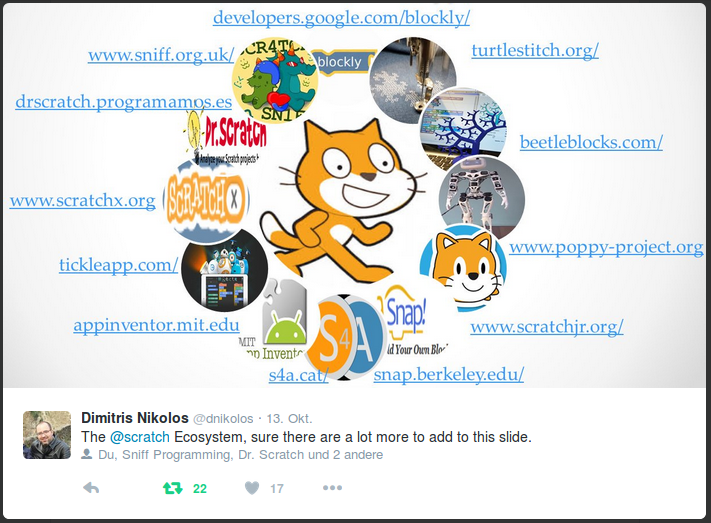 developers.google.com/blockly/
www.sniff.org.uk/
SCR4TCH
SNIFF
blockly
turtlestitch.org/
drscratch.programamos.es
Dr.Scratch
Analyze your Scratch projects
beetleblocks.com/
www.scratchx.org
SCRATCH X
www.poppy-project.org
tickleapp.com/
appinventor.mit.edu
MIT
App Inventor
S4A
Snap!
ild Your Own Blo
www.scratchjr.org/
s4a.cat/
snap.berkeley.edu/
Dimitris Nikolos @dnikolos · 13. Okt.
The @scratch Ecosystem, sure there are a lot more to add to this slide.
Du, Sniff Programming, Dr. Scratch und 2 andere
22 17